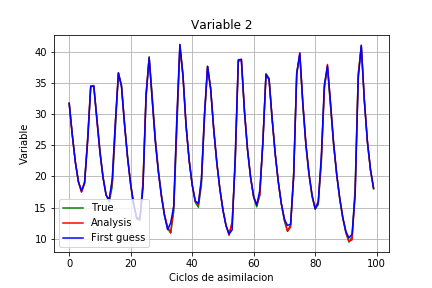 Variable 2
Variable
40
35
30
25
20
15
10
True
Analysis
First guess
0
20
40
60
80
100
Ciclos de asimilacion